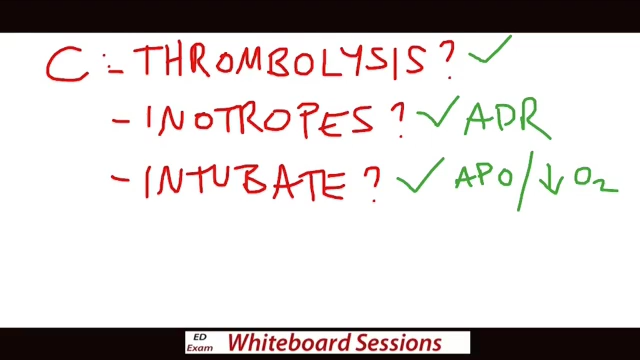 C:- THROMBOLYSIS? ✓
- INOTROPES? ✓ ADR
- INTUBATE? ✓ APO/↓O2
ED
Exam
Whiteboard Sessions